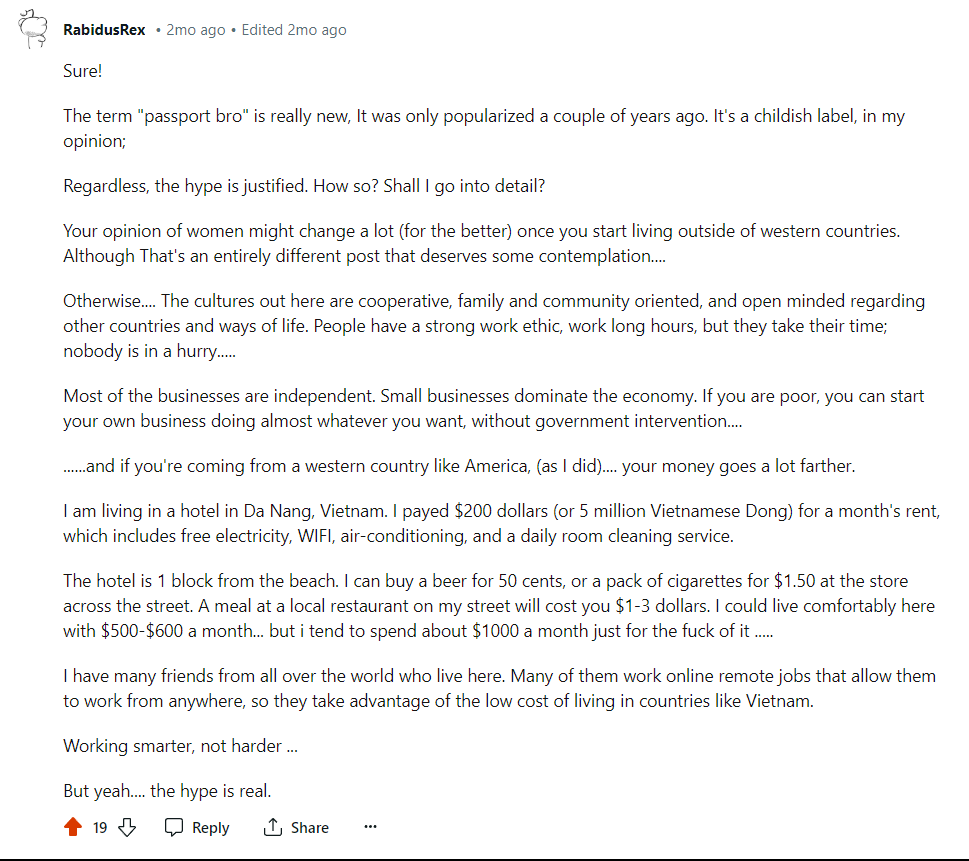 RabidusRex • 2mo ago • Edited 2mo ago
Sure!
The term "passport bro" is really new, It was only popularized a couple of years ago. It's a childish label, in my
opinion;
Regardless, the hype is justified. How so? Shall I go into detail?
Your opinion of women might change a lot (for the better) once you start living outside of western countries.
Although That's an entirely different post that deserves some contemplation....
Otherwise.... The cultures out here are cooperative, family and community oriented, and open minded regarding
other countries and ways of life. People have a strong work ethic, work long hours, but they take their time;
nobody is in a hurry.....
Most of the businesses are independent. Small businesses dominate the economy. If you are poor, you can start
your own business doing almost whatever you want, without government intervention....
......and if you're coming from a western country like America, (as I did).... your money goes a lot farther.
I am living in a hotel in Da Nang, Vietnam. I payed $200 dollars (or 5 million Vietnamese Dong) for a month's rent,
which includes free electricity, WIFI, air-conditioning, and a daily room cleaning service.
The hotel is 1 block from the beach. I can buy a beer for 50 cents, or a pack of cigarettes for $1.50 at the store
across the street. A meal at a local restaurant on my street will cost you $1-3 dollars. I could live comfortably here
with $500-$600 a month... but i tend to spend about $1000 a month just for the fuck of it .....
I have many friends from all over the world who live here. Many of them work online remote jobs that allow them
to work from anywhere, so they take advantage of the low cost of living in countries like Vietnam.
Working smarter, not harder ...
But yeah.... the hype is real.
19 Reply Share ...